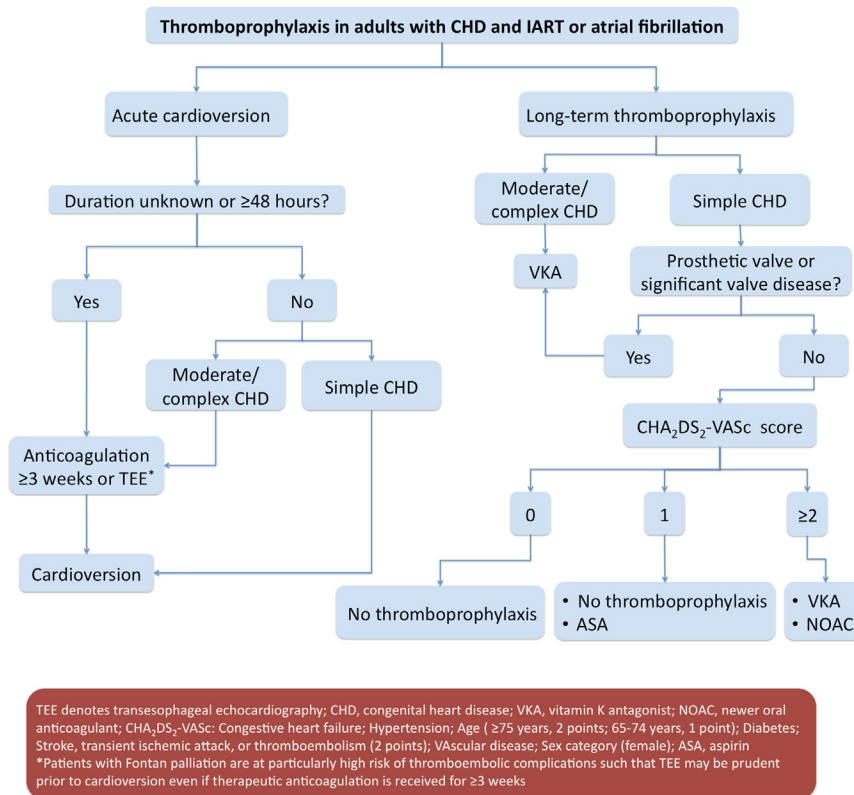 Thromboprophylaxis in adults with CHD and IART or atrial fibrillation
Acute cardioversion
Long-term thromboprophylaxis
Duration unknown or ≥48 hours?
Moderate/
complex CHD
Simple CHD
VKA
Prosthetic valve or
significant valve disease?
Yes
No
Yes
No
Moderate/
complex CHD
Simple CHD
CHA₂DS₂-VASc score
Anticoagulation
≥3 weeks or TEE*
0
1
≥2
Cardioversion
No thromboprophylaxis
• No thromboprophylaxis
• ASA
• VKA
• NOAC
TEE denotes transesophageal echocardiography; CHD, congenital heart disease; VKA, vitamin K antagonist; NOAC, newer oral
anticoagulant; CHA₂DS₂-VASc: Congestive heart failure; Hypertension; Age ( ≥75 years, 2 points; 65-74 years, 1 point); Diabetes;
Stroke, transient ischemic attack, or thromboembolism (2 points); VAscular disease; Sex category (female); ASA, aspirin
*Patients with Fontan palliation are at particularly high risk of thromboembolic complications such that TEE may be prudent
prior to cardioversion even if therapeutic anticoagulation is received for ≥3 weeks